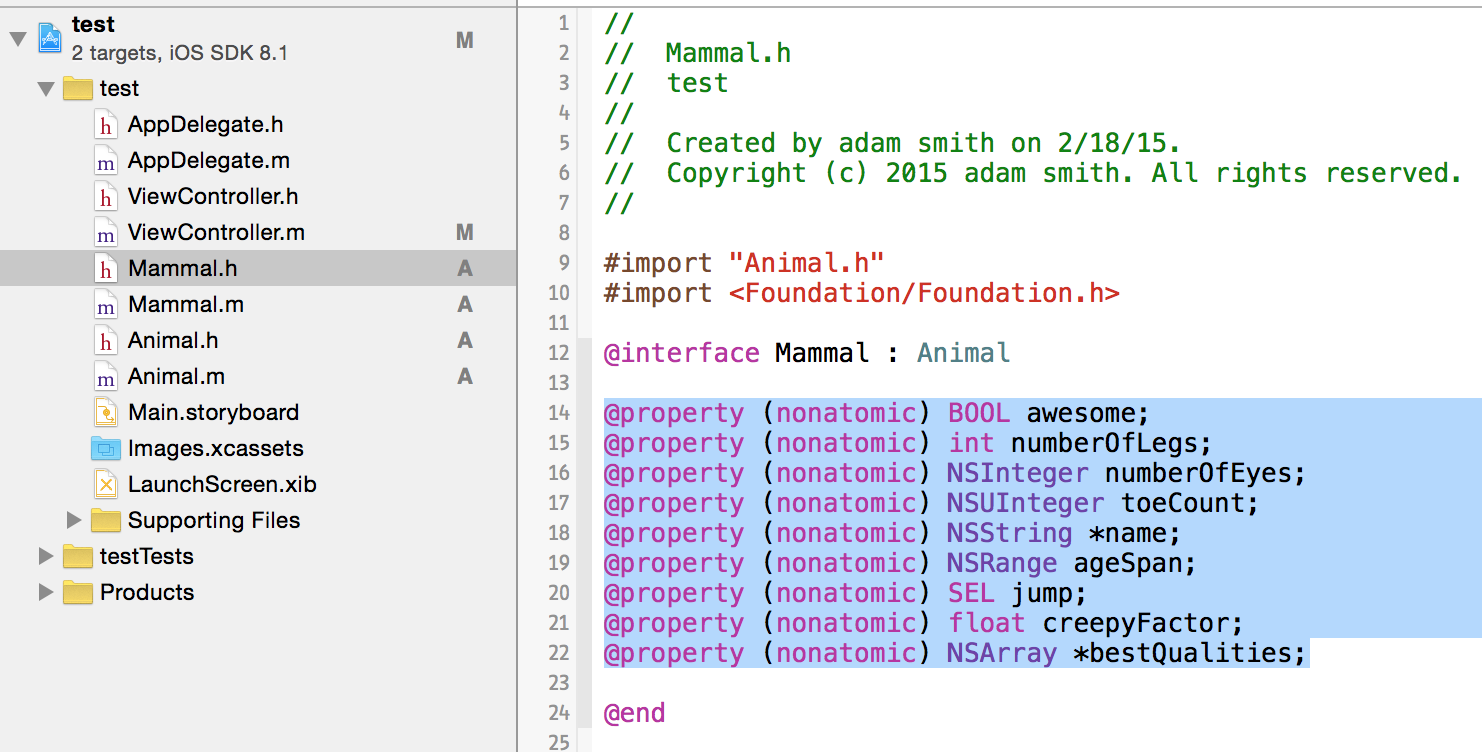 test
2 targets, iOS SDK 8.1
M
test
h AppDelegate.h
m AppDelegate.m
h ViewController.h
m ViewController.m M
h Mammal.h A
m Mammal.m A
h Animal.h A
m Animal.m A
Main.storyboard
Images.xcassets
LaunchScreen.xib
Supporting Files
testTests
Products
1 //
2 //  Mammal.h
3 //  test
4 //
5 //  Created by adam smith on 2/18/15.
6 //  Copyright (c) 2015 adam smith. All rights reserved.
7 //
8
9 #import "Animal.h"
10 #import <Foundation/Foundation.h>
11
12 @interface Mammal : Animal
13
14 @property (nonatomic) BOOL awesome;
15 @property (nonatomic) int numberOfLegs;
16 @property (nonatomic) NSInteger numberOfEyes;
17 @property (nonatomic) NSUInteger toeCount;
18 @property (nonatomic) NSString *name;
19 @property (nonatomic) NSRange ageSpan;
20 @property (nonatomic) SEL jump;
21 @property (nonatomic) float creepyFactor;
22 @property (nonatomic) NSArray *bestQualities;
23
24 @end
25